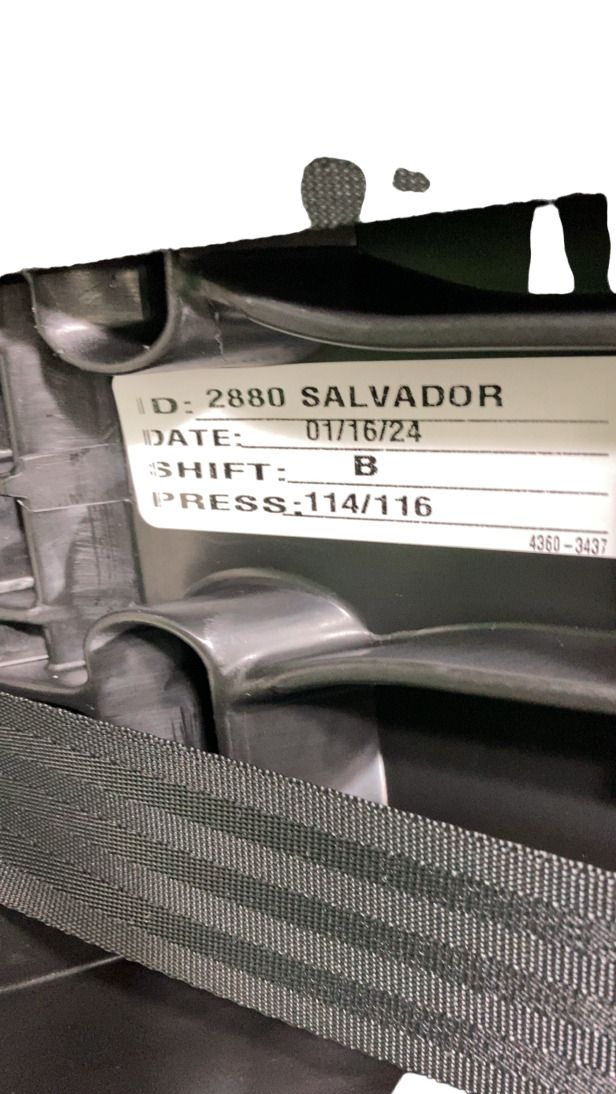 ID: 2880 SALVADOR
DATE: 01/16/24
SHIFT: B
PRESS: 114/116
4360-3437